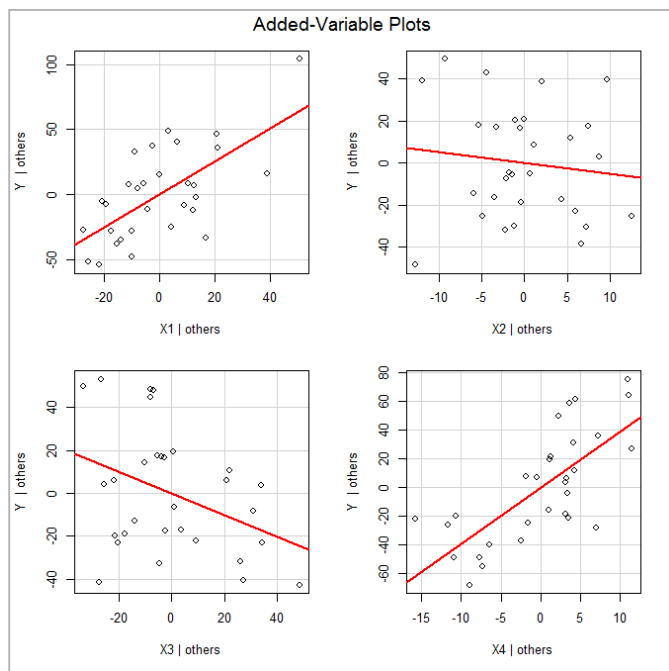 Added-Variable Plots
100
50
0
-50
Y | others
-20 0 20 40
X1 | others
40
20
0
-20
-40
Y | others
-10 -5 0 5 10
X2 | others
40
20
0
-20
-40
Y | others
-20 0 20 40
X3 | others
80
60
40
20
0
-20
-60
Y | others
-15 -10 -5 0 5 10
X4 | others